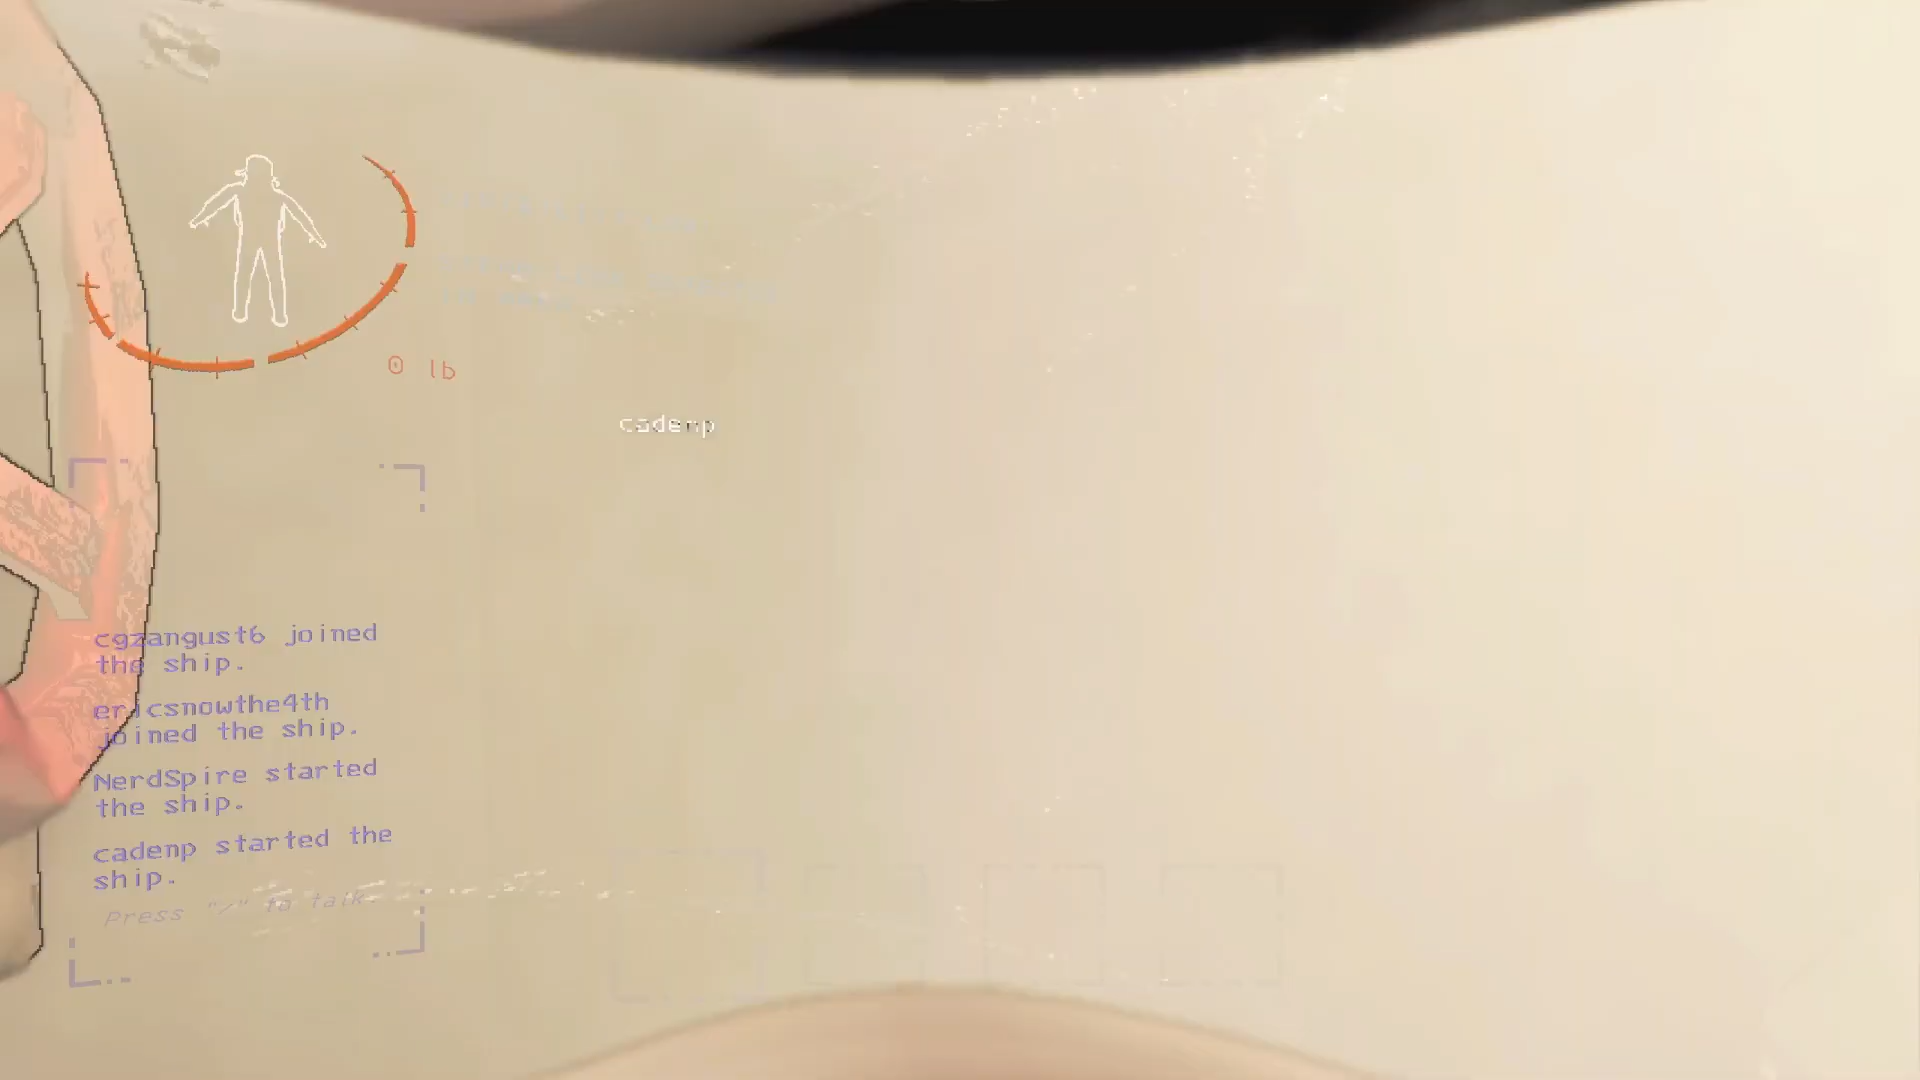 0 lb
cadenp
cgzangust6 joined
the ship.
ericsnowthe4th
joined the ship.
NerdSpire started
the ship.
cadenp started the
ship.
Press "/" to talk.